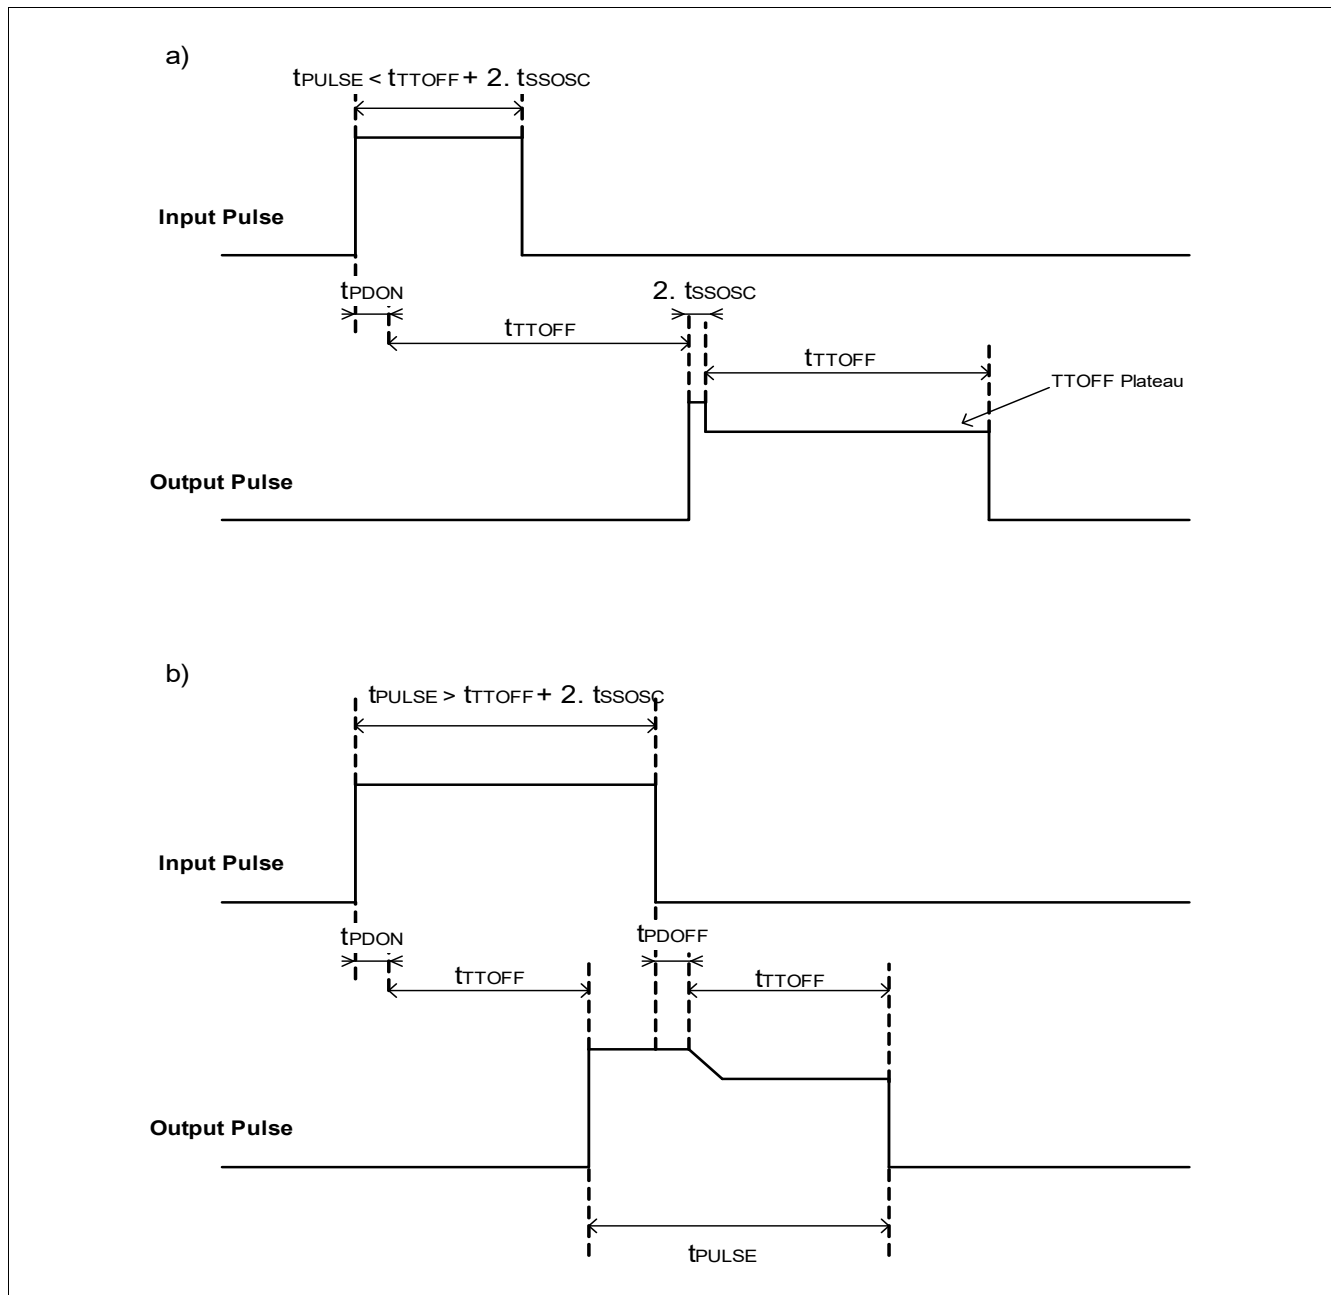 a)
tPULSE < tTTOFF + 2. tSSOSC
Input Pulse
tPDON
2. tSSOSC
tTTOFF
tTTOFF
TTOFF Plateau
Output Pulse
b)
tPULSE > tTTOFF + 2. tSSOSC
Input Pulse
tPDON
tPDOFF
tTTOFF
tTTOFF
Output Pulse
tPULSE